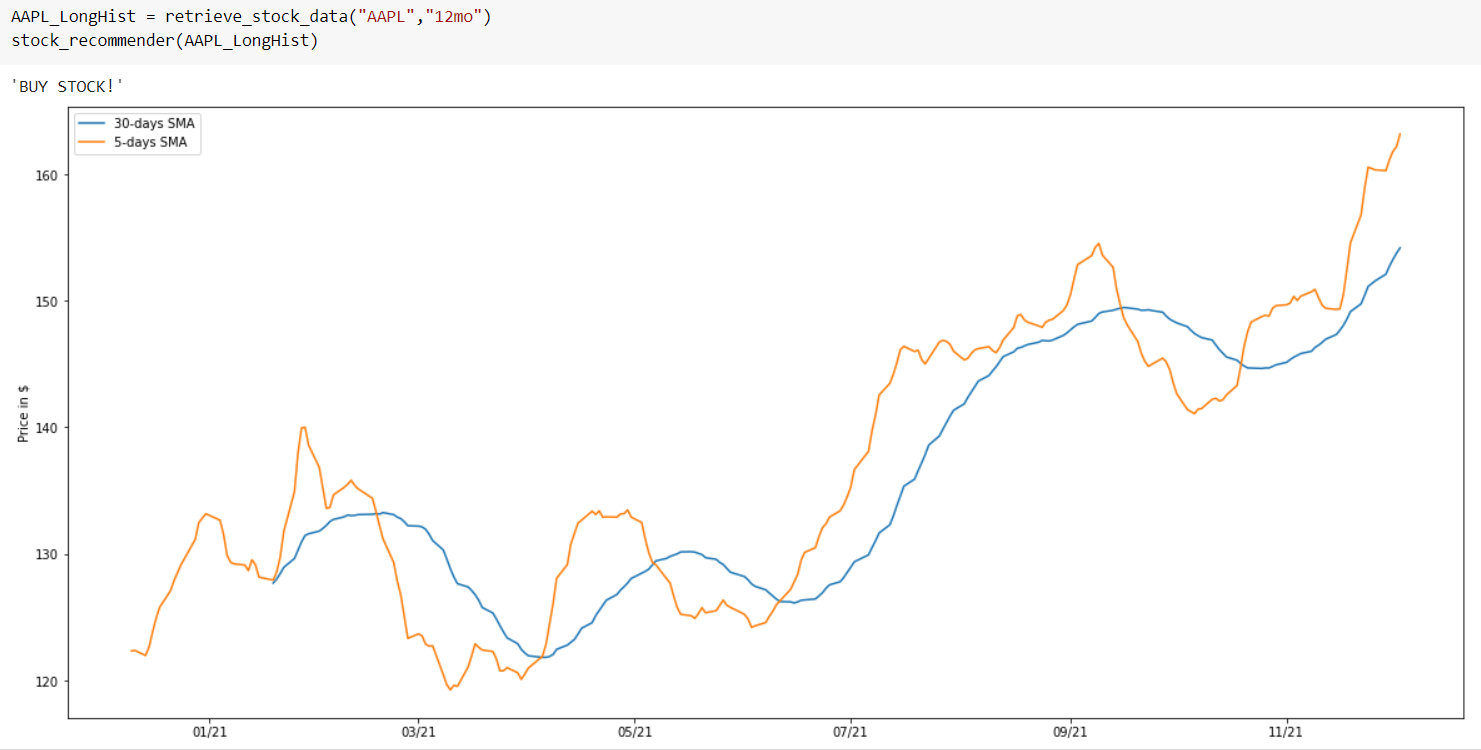 AAPL_LongHist = retrieve_stock_data("AAPL","12mo")
stock_recommender(AAPL_LongHist)
'BUY STOCK!'
30-days SMA
5-days SMA
160
150
140
130
120
Price in $
01/21
03/21
05/21
07/21
09/21
11/21